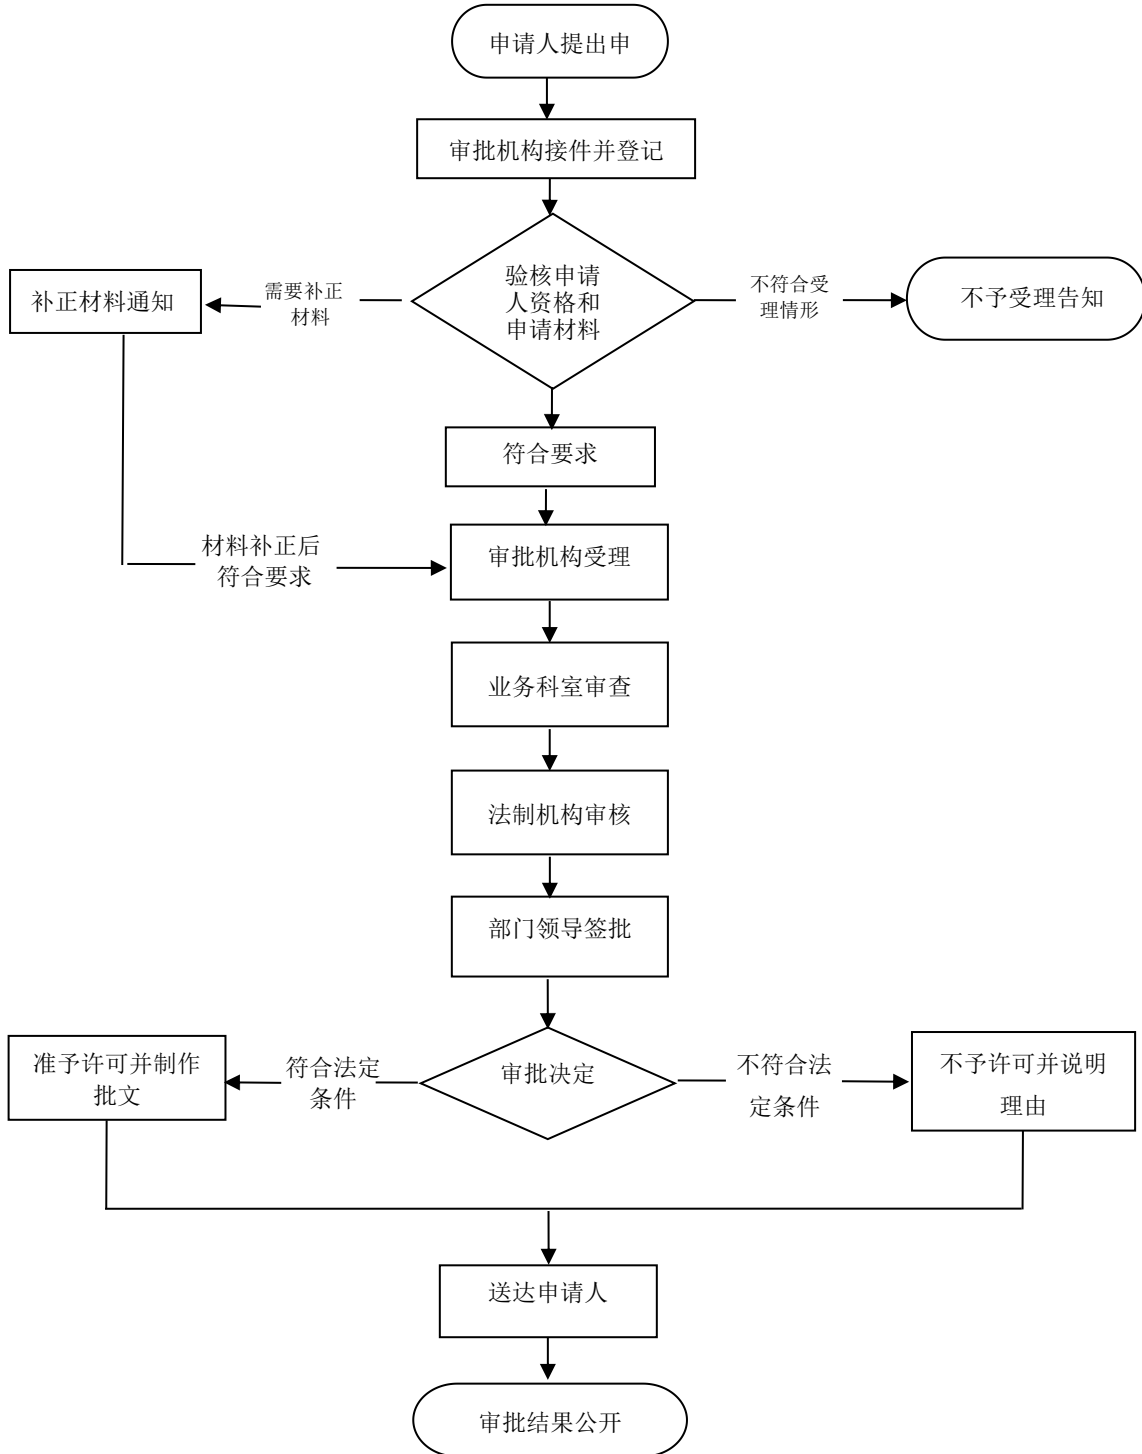 申请人提出申
审批机构接件并登记
验核申请
人资格和
申请材料
需要补正
材料
补正材料通知
不符合受
理情形
不予受理告知
符合要求
材料补正后
符合要求
审批机构受理
业务科室审查
法制机构审核
部门领导签批
审批决定
符合法定
条件
准予许可并制作
批文
不符合法
定条件
不予许可并说明
理由
送达申请人
审批结果公开